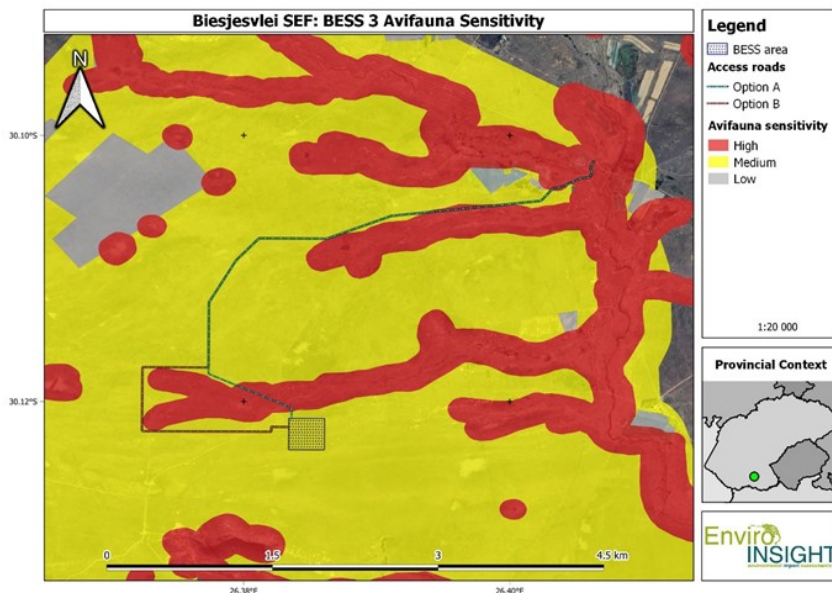 Biesjesvlei SEF: BESS 3 Avifauna Sensitivity
N
30.10°S
30.12°S
0
1.5
3
4.5 km
26.38°E
26.40°E
Legend
BESS area
Access roads
Option A
Option B
Avifauna sensitivity
High
Medium
Low
1:20 000
Provincial Context
Enviro
INSIGHT